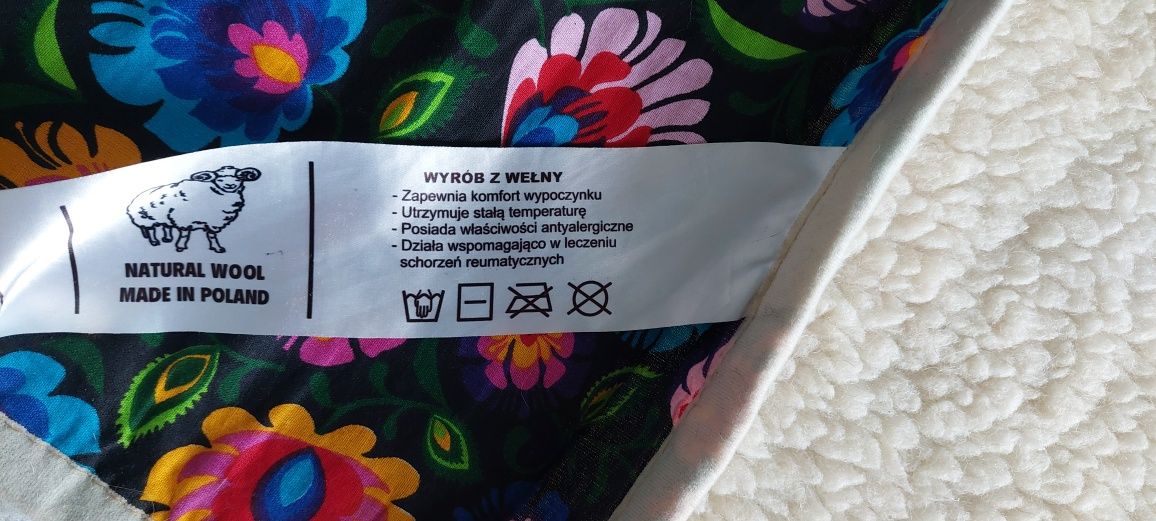 NATURAL WOOL
MADE IN POLAND
WYRÓB Z WEŁNY
- Zapewnia komfort wypoczynku
- Utrzymuje stałą temperaturę
- Posiada właściwości antyalergiczne
- Działa wspomagająco w leczeniu
schorzeń reumatycznych